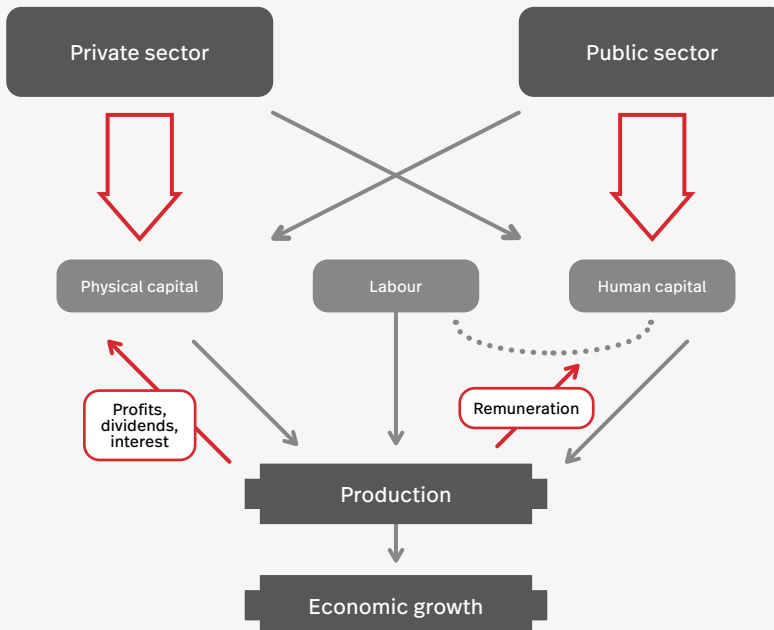 Private sector
Public sector
Physical capital
Labour
Human capital
Profits,
dividends,
interest
Remuneration
Production
Economic growth